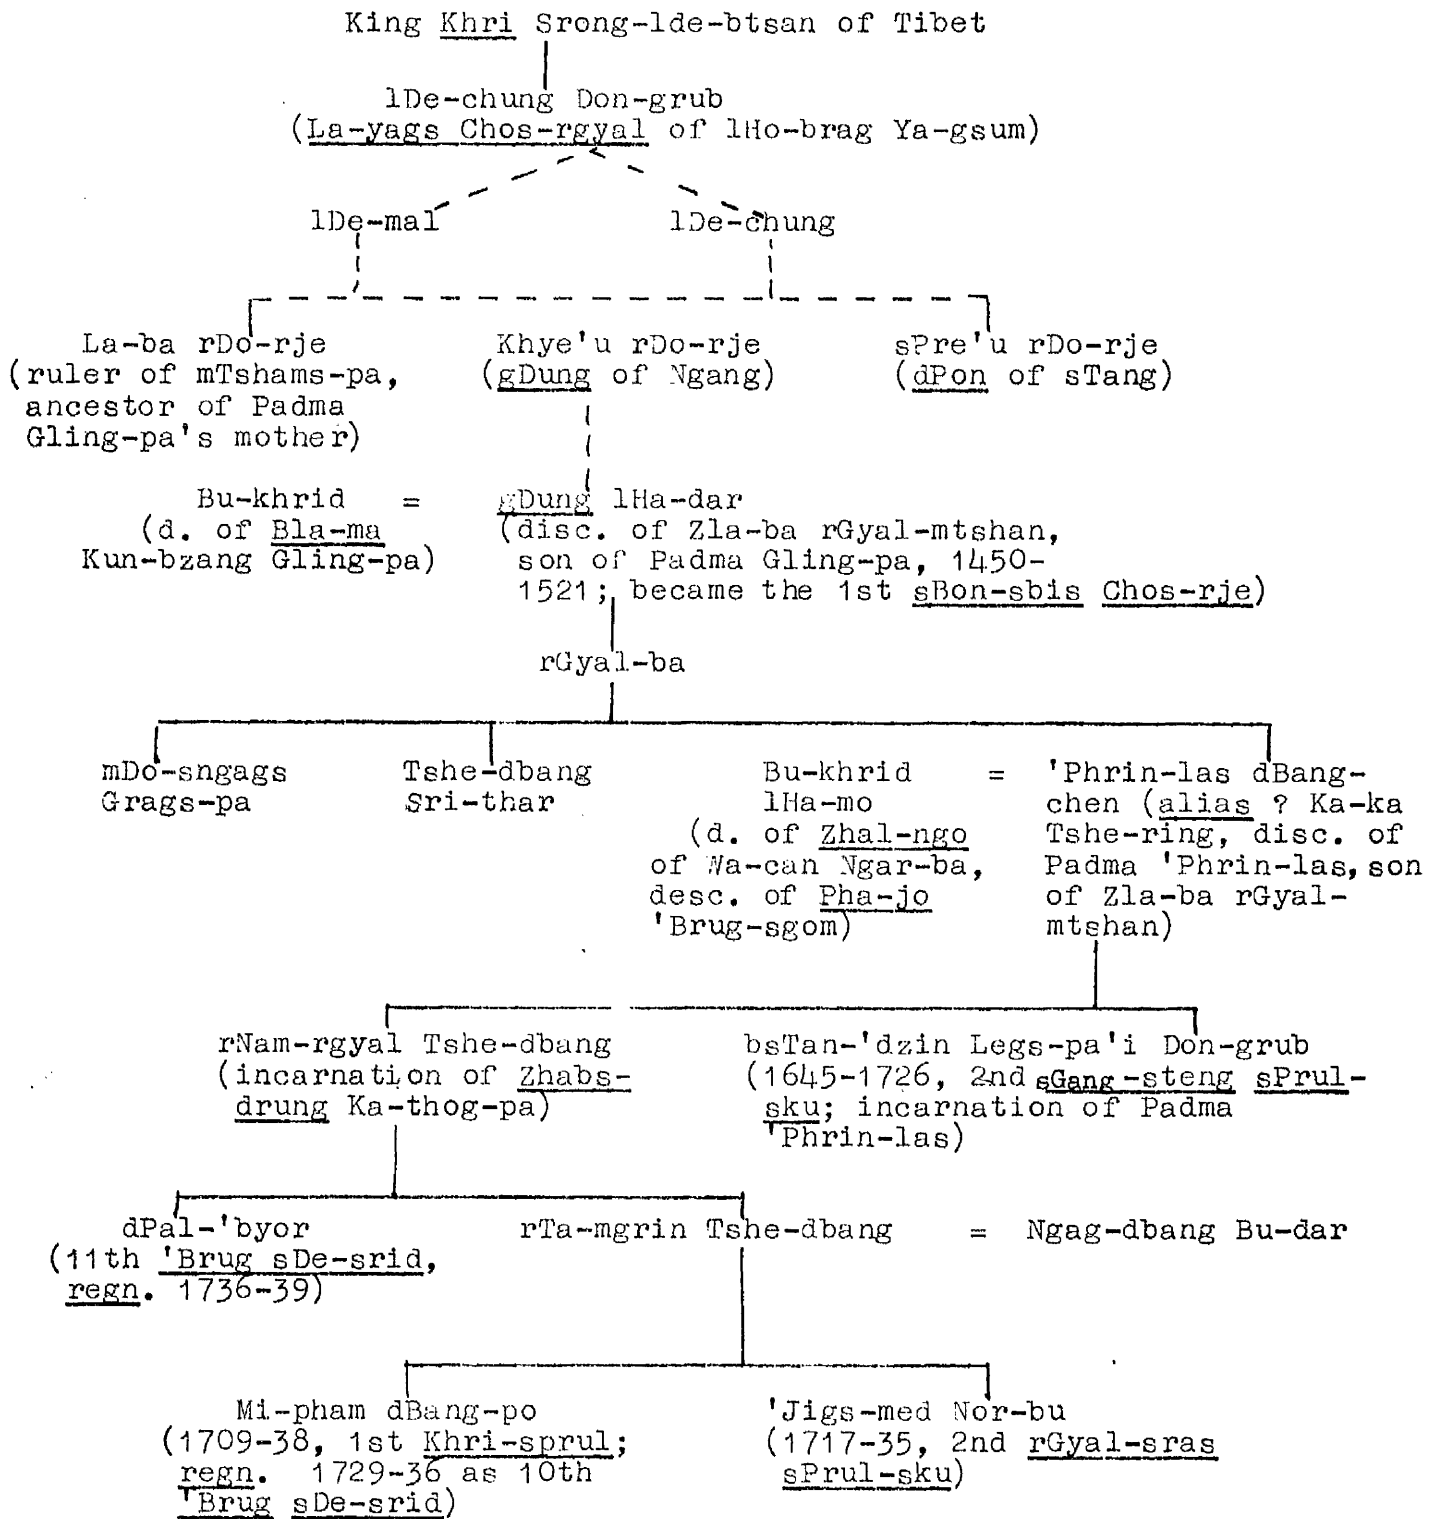 King Khri Srong-lde-btsan of Tibet
lDe-chung Don-grub
(La-yags Chos-rgyal of lHo-brag Ya-gsum)
lDe-mal
lDe-chung
La-ba rDo-rje
(ruler of mTshams-pa,
ancestor of Padma
Gling-pa's mother)
Khye'u rDo-rje
(gDung of Ngang)
sPre'u rDo-rje
(dPon of sTang)
Bu-khrid =
(d. of Bla-ma
Kun-bzang Gling-pa)
gDung lHa-dar
(disc. of Zla-ba rGyal-mtshan,
son of Padma Gling-pa, 1450-
1521; became the 1st sBon-sbis Chos-rje)
rGyal-ba
mDo-sngags
Grags-pa
Tshe-dbang
Sri-thar
Bu-khrid =
lHa-mo
(d. of Zhal-ngo
of Wa-can Ngar-ba,
desc. of Pha-jo
'Brug-sgom)
'Phrin-las dBang-
chen (alias ? Ka-ka
Tshe-ring, disc. of
Padma 'Phrin-las, son
of Zla-ba rGyal-
mtshan)
rNam-rgyal Tshe-dbang
(incarnation of Zhabs-
drung Ka-thog-pa)
bsTan-'dzin Legs-pa'i Don-grub
(1645-1726, 2nd sGang-steng sPrul-
sku; incarnation of Padma
'Phrin-las)
dPal-'byor
(11th 'Brug sDe-srid,
regn. 1736-39)
rTa-mgrin Tshe-dbang = Ngag-dbang Bu-dar
Mi-pham dBang-po
(1709-38, 1st Khri-sprul;
regn. 1729-36 as 10th
'Brug sDe-srid)
'Jigs-med Nor-bu
(1717-35, 2nd rGyal-sras
sPrul-sku)